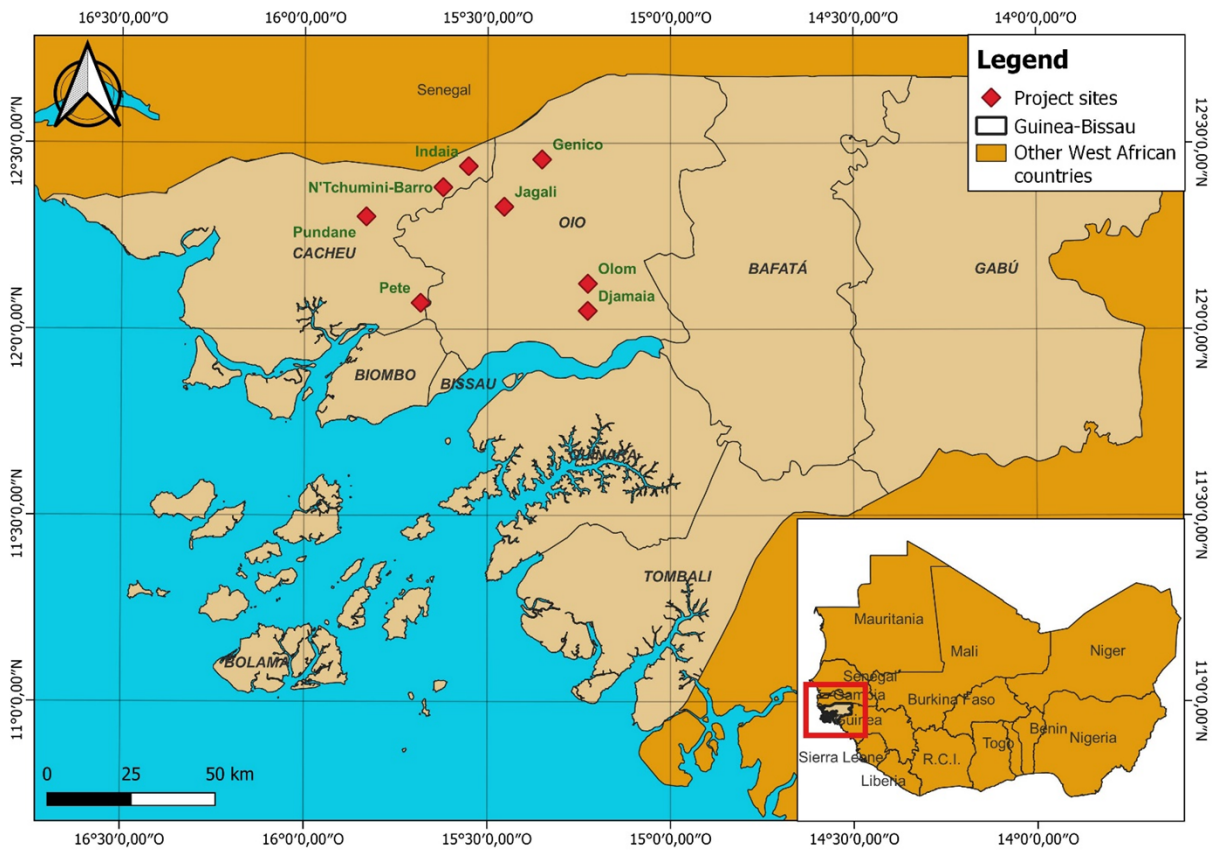 16°30'0,00″O 16°0'0,00″O 15°30'0,00″O 15°0'0,00″O 14°30'0,00″O 14°0'0,00″O
Legend
Project sites
Guinea-Bissau
Other West African
countries
Senegal
12°30'0,00″N
12°30'0,00″N
Indaia
Genico
N'Tchumini-Barro
Jagali
OIO
Pundane
CACHEU
BAFATÁ
GABÚ
Olom
Pete
Djamaia
12°0'0,00″N
12°0'0,00″N
BIOMBO
BISSAU
QUINARA
11°30'0,00″N
11°30'0,00″N
TOMBALI
BOLAMA
11°0'0,00″N
11°0'0,00″N
Mauritania
Mali
Niger
Senegal
Gambia
Burkina Faso
Guinea
Benin
Togo
Nigeria
Sierra Leone
R.C.I.
Liberia
0 25 50 km
16°30'0,00″O 16°0'0,00″O 15°30'0,00″O 15°0'0,00″O 14°30'0,00″O 14°0'0,00″O